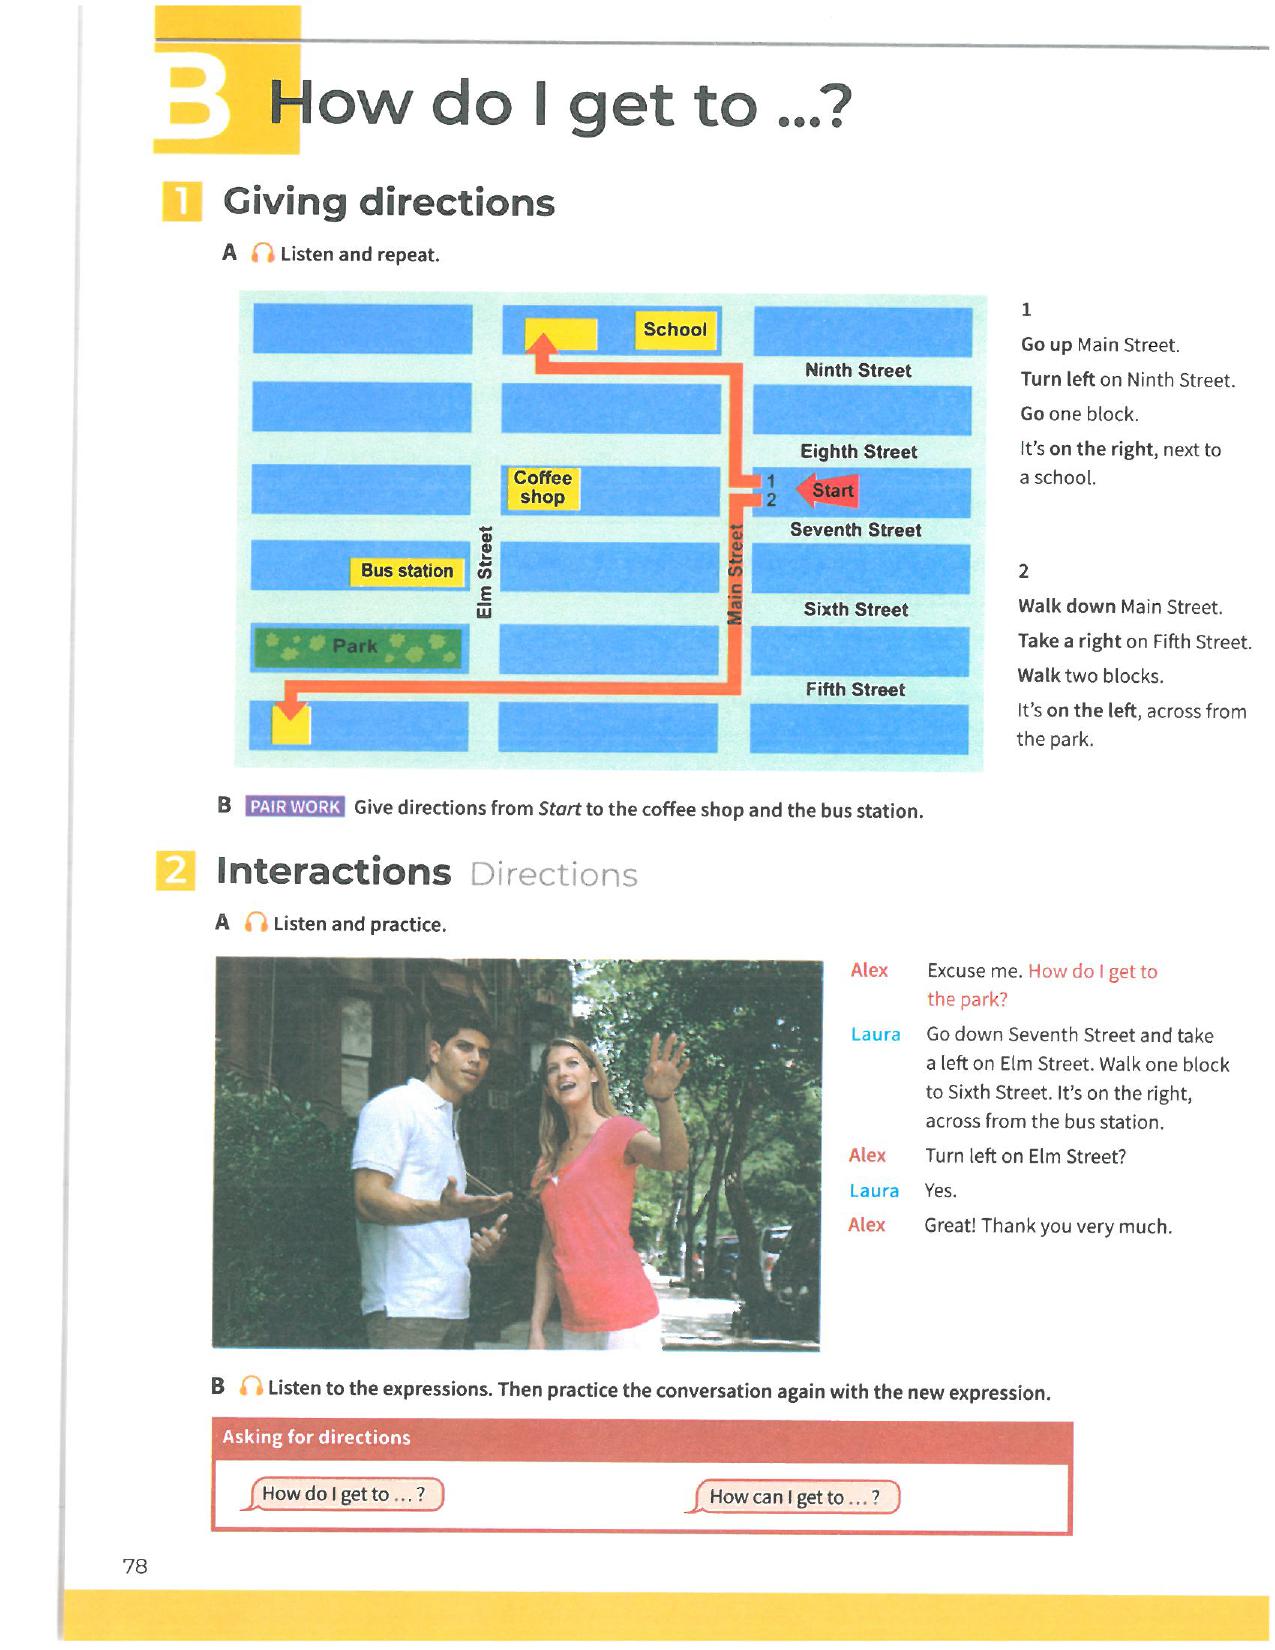 B How do I get to ...?
1 Giving directions
A Listen and repeat.
School
Ninth Street
Eighth Street
Coffee
shop
1
2
Start
Seventh Street
Elm Street
Main Street
Bus station
Sixth Street
Park
Fifth Street
1
Go up Main Street.
Turn left on Ninth Street.
Go one block.
It's on the right, next to
a school.
2
Walk down Main Street.
Take a right on Fifth Street.
Walk two blocks.
It's on the left, across from
the park.
B PAIR WORK Give directions from Start to the coffee shop and the bus station.
2 Interactions Directions
A Listen and practice.
Alex Excuse me. How do I get to
the park?
Laura Go down Seventh Street and take
a left on Elm Street. Walk one block
to Sixth Street. It's on the right,
across from the bus station.
Alex Turn left on Elm Street?
Laura Yes.
Alex Great! Thank you very much.
B Listen to the expressions. Then practice the conversation again with the new expression.
Asking for directions
How do I get to ... ?
How can I get to ... ?
78